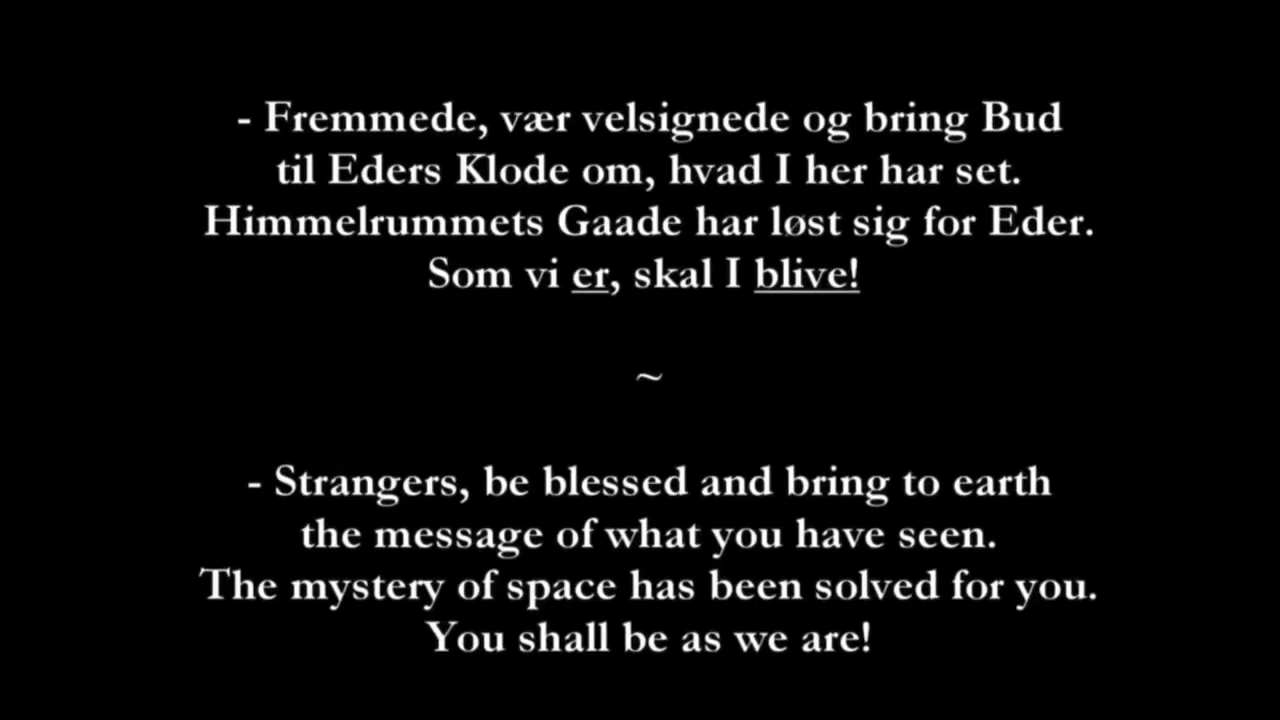 - Fremmede, vær velsignede og bring Bud
til Eders Klode om, hvad I her har set.
Himmelrummets Gaade har løst sig for Eder.
Som vi er, skal I blive!
~
- Strangers, be blessed and bring to earth
the message of what you have seen.
The mystery of space has been solved for you.
You shall be as we are!